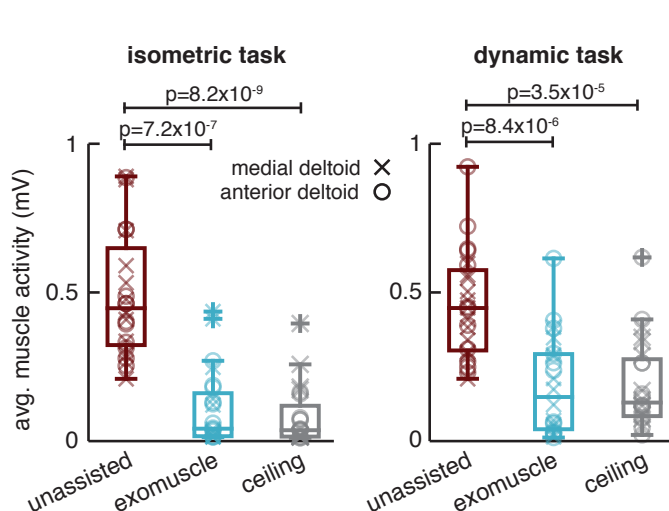 isometric task
p=8.2x10-9
p=7.2x10-7
dynamic task
p=3.5x10-5
p=8.4x10-6
medial deltoid
anterior deltoid
avg. muscle activity (mV)
1
0.5
0
unassisted
exomuscle
ceiling
1
0.5
0
unassisted
exomuscle
ceiling